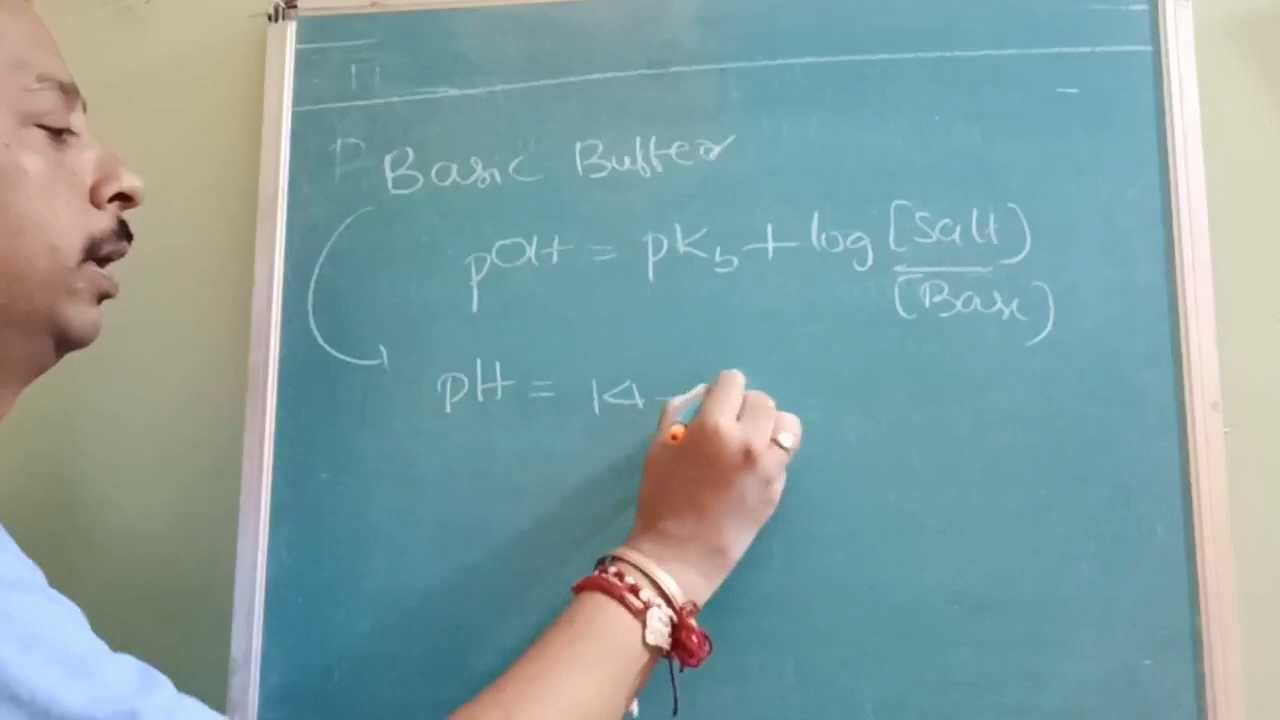 Basic Buffer
pOH = pKb + log [Salt)
(Base)
pH = 14 -